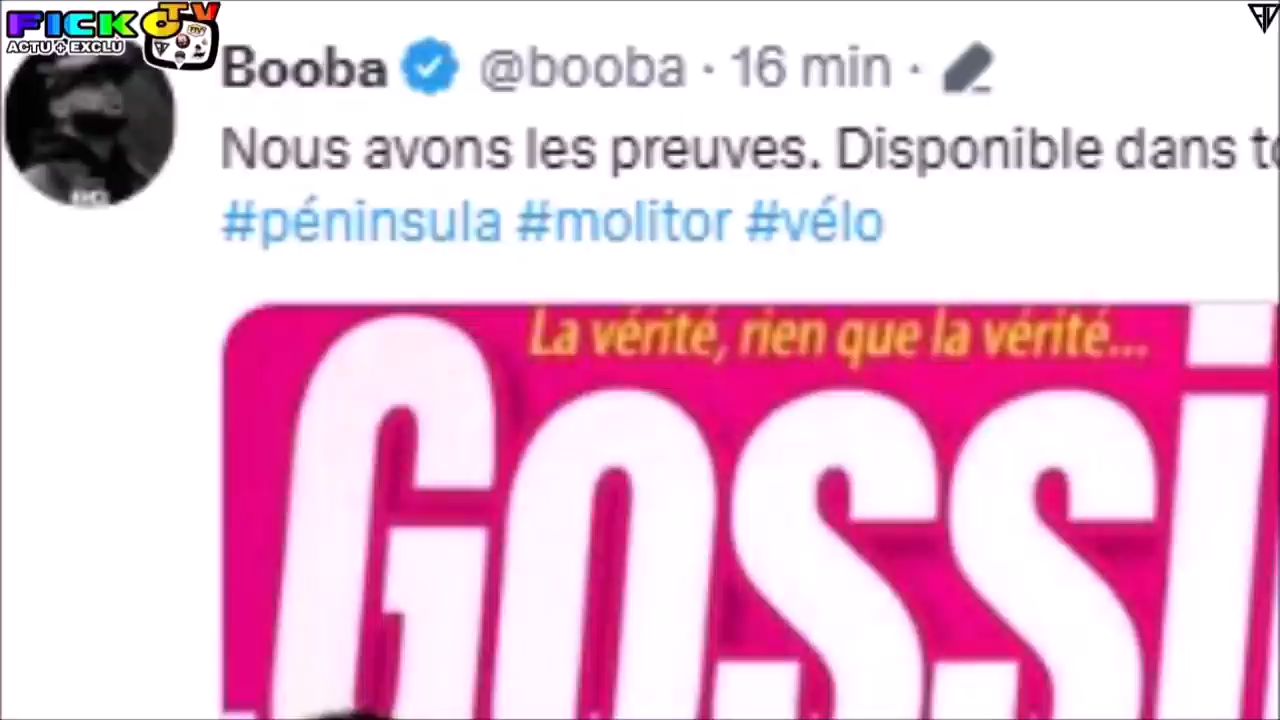 FICKO TV
ACTU + EXCLU
Booba @booba · 16 min ·
Nous avons les preuves. Disponible dans
#péninsula #molitor #vélo
La vérité, rien que la vérité...
GOSSi